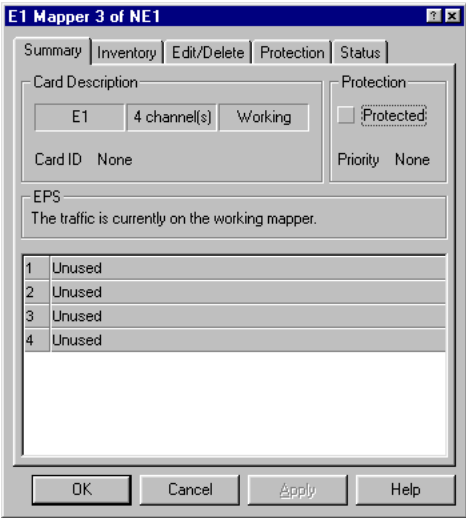 E1 Mapper 3 of NE1
Summary Inventory Edit/Delete Protection Status
Card Description
E1 4 channel(s) Working
Card ID None
Protection
Protected
Priority None
EPS
The traffic is currently on the working mapper.
1 Unused
2 Unused
3 Unused
4 Unused
OK Cancel Apply Help